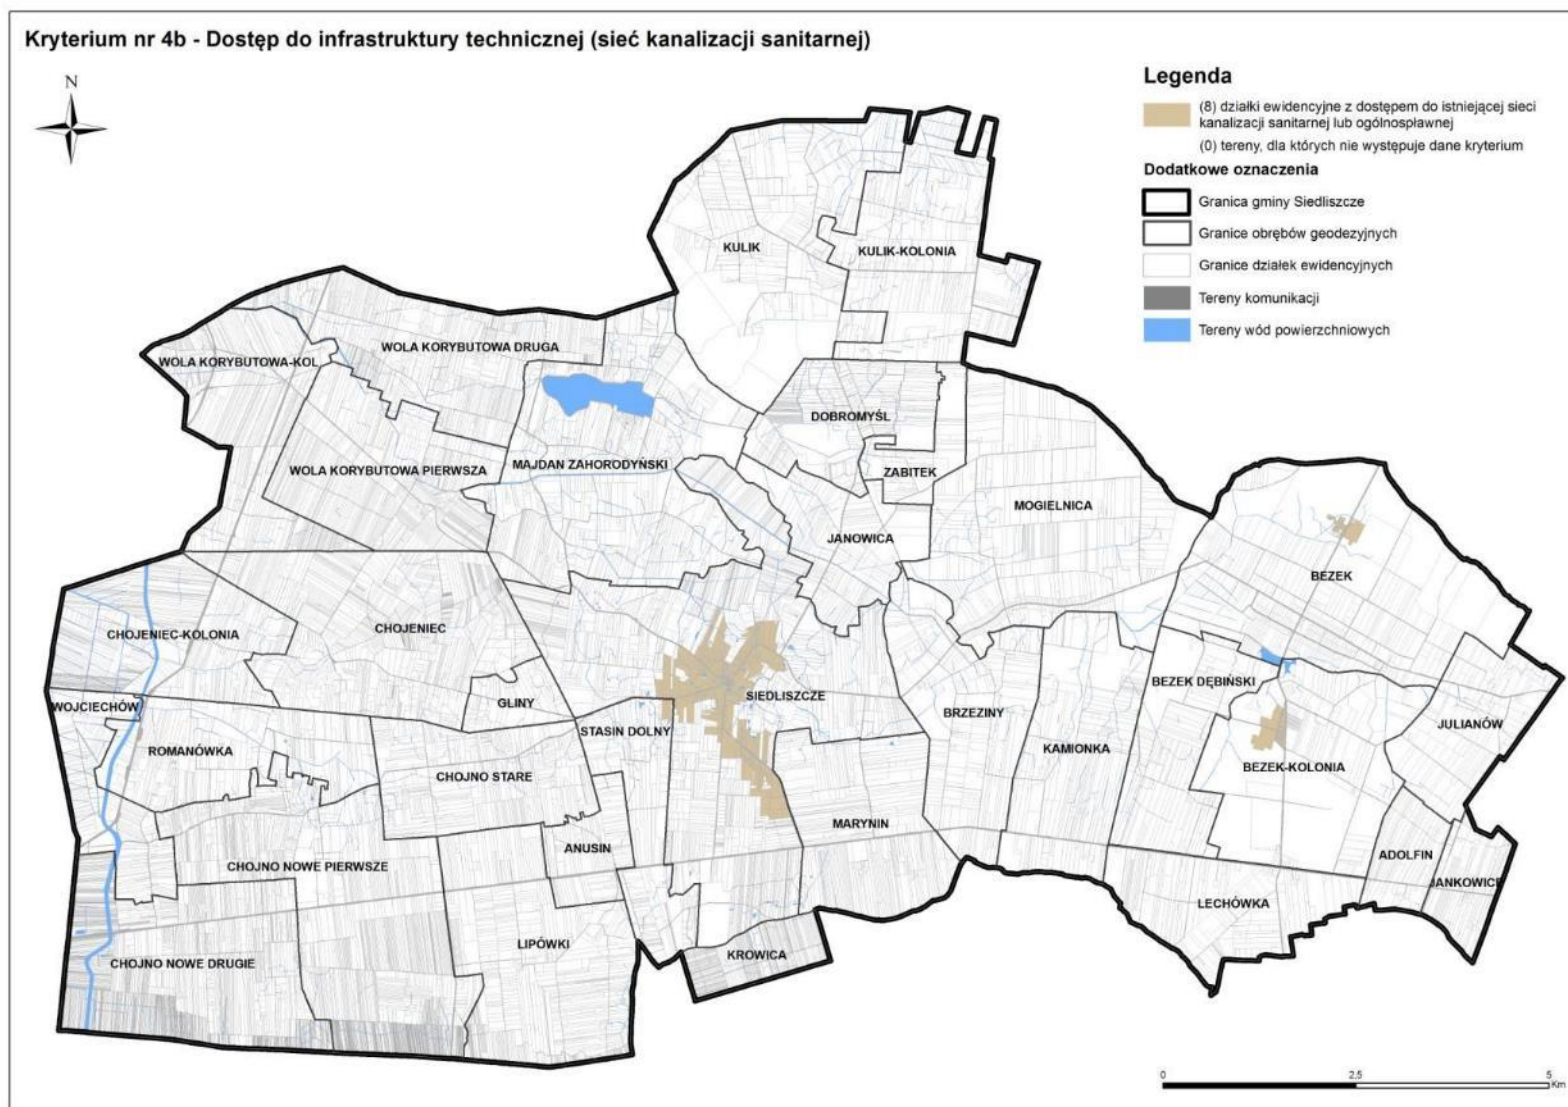 Kryterium nr 4b - Dostęp do infrastruktury technicznej (sieć kanalizacji sanitarnej)
N
Legenda
(8) działki ewidencyjne z dostępem do istniejącej sieci
kanalizacji sanitarnej lub ogólnospławnej
(0) tereny, dla których nie występuje dane kryterium
Dodatkowe oznaczenia
Granica gminy Siedliszcze
Granice obrębów geodezyjnych
Granice działek ewidencyjnych
Tereny komunikacji
Tereny wód powierzchniowych
KULIK
KULIK-KOLONIA
WOLA KORYBUTOWA DRUGA
WOLA KORYBUTOWA-KOL
DOBROMYŚL
WOLA KORYBUTOWA PIERWSZA
MAJDAN ZAHORODYŃSKI
ZABITEK
MOGIELNICA
JANOWICA
BEZEK
CHOJENIEC-KOLONIA
CHOJENIEC
BEZEK DĘBIŃSKI
SIEDLISZCZE
GLINY
WOJCIECHÓW
BRZEZINY
JULIANÓW
STASIN DOLNY
ROMANÓWKA
KAMIONKA
BEZEK-KOLONIA
CHOJNO STARE
MARYNIN
ANUSIN
ADOLFIN
CHOJNO NOWE PIERWSZE
JANKOWICE
LECHÓWKA
LIPÓWKI
KROWICA
CHOJNO NOWE DRUGIE
0 2,5 5
Km